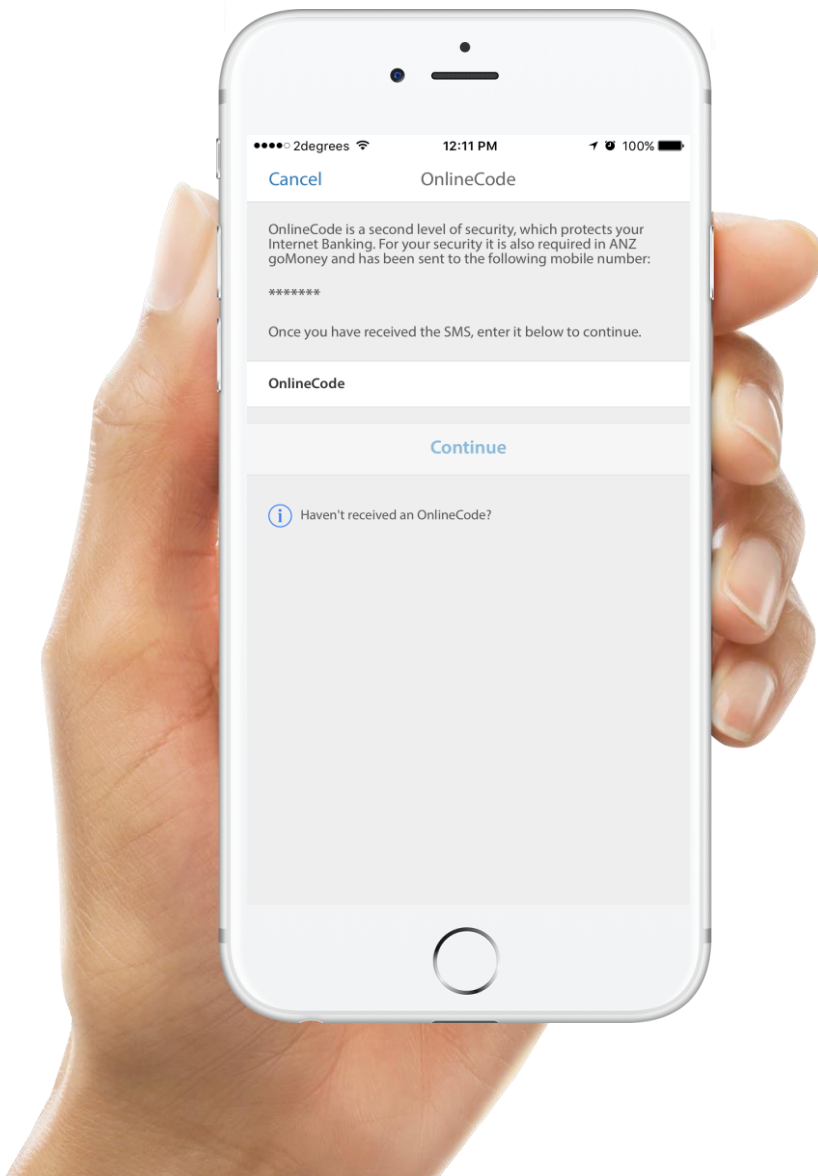 2degrees 12:11 PM 100%
Cancel OnlineCode
OnlineCode is a second level of security, which protects your
Internet Banking. For your security it is also required in ANZ
goMoney and has been sent to the following mobile number:
*******
Once you have received the SMS, enter it below to continue.
OnlineCode
Continue
i Haven't received an OnlineCode?